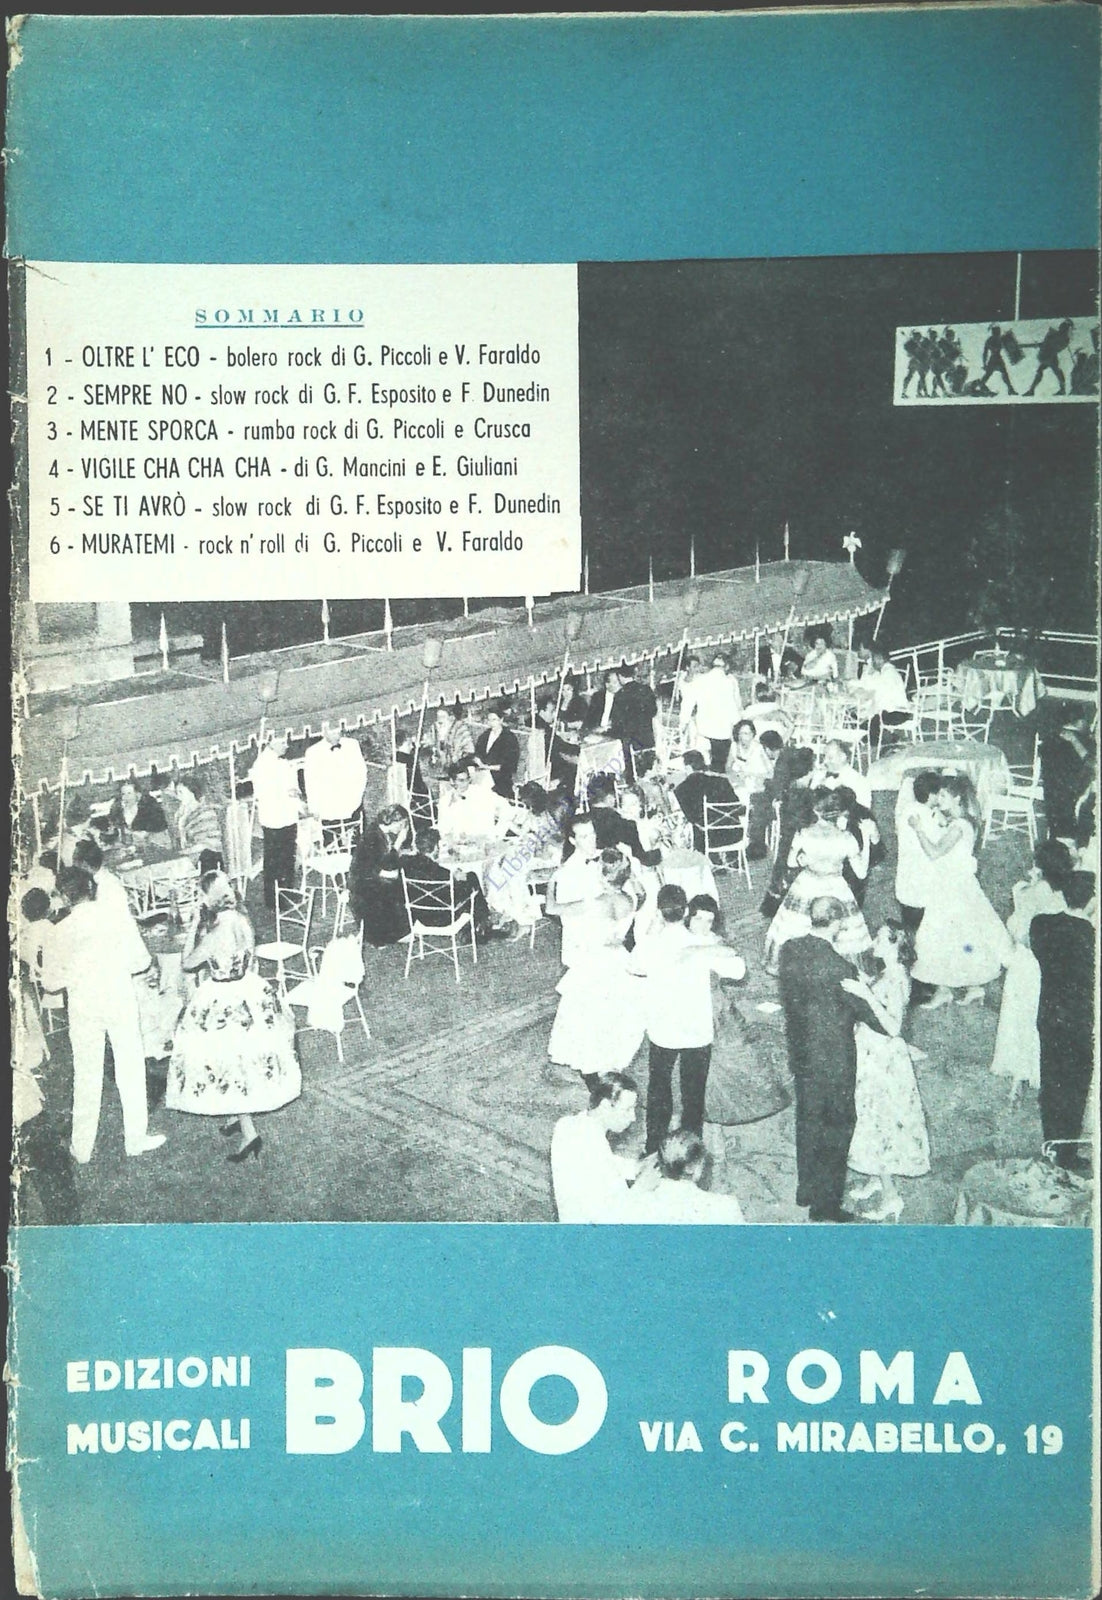 SOMMARIO
1 - OLTRE L' ECO - bolero rock di G. Piccoli e V. Faraldo
2 - SEMPRE NO - slow rock di G. F. Esposito e F. Dunedin
3 - MENTE SPORCA - rumba rock di G. Piccoli e Crusca
4 - VIGILE CHA CHA CHA - di G. Mancini e E. Giuliani
5 - SE TI AVRÒ - slow rock di G. F. Esposito e F. Dunedin
6 - MURATEMI - rock n' roll di G. Piccoli e V. Faraldo
EDIZIONI
MUSICALI
BRIO
ROMA
VIA C. MIRABELLO, 19